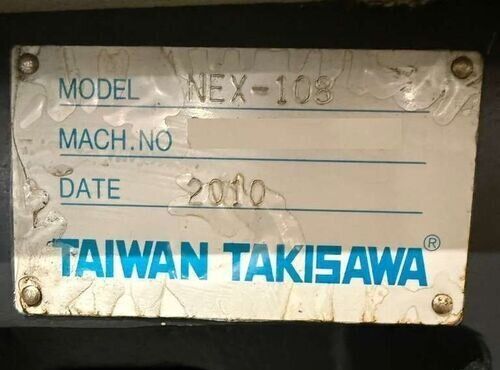 MODEL NEX-108
MACH.NO
DATE 2010
TAIWAN TAKISAWA®